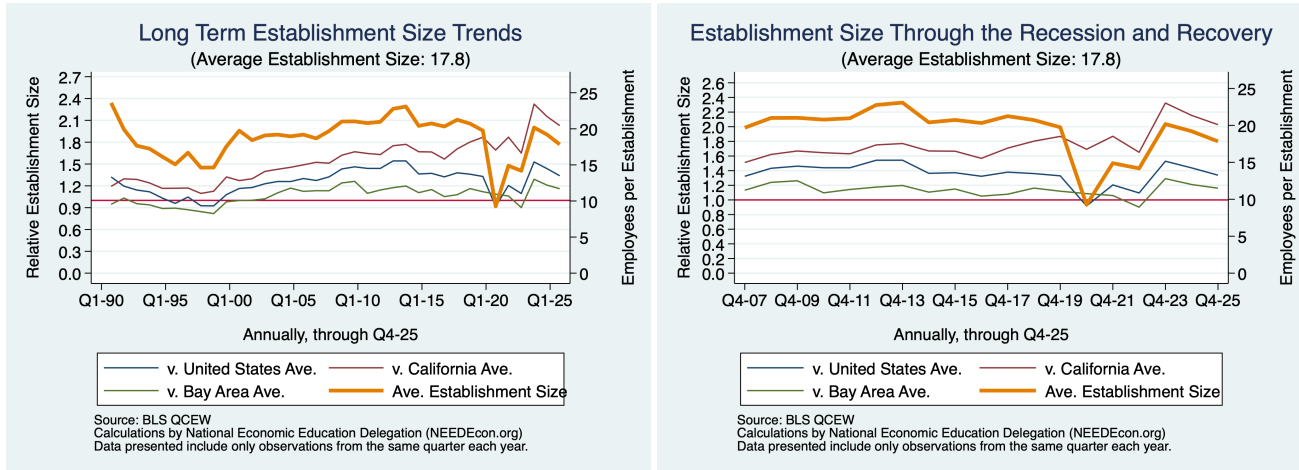 Long Term Establishment Size Trends
(Average Establishment Size: 17.8)
Relative Establishment Size
2.7
2.4
2.1
1.8
1.5
1.2
0.9
0.6
0.3
0.0
25
20
15
10
5
0
Employees per Establishment
Q1-90
Q1-95
Q1-00
Q1-05
Q1-10
Q1-15
Q1-20
Q1-25
Annually, through Q4-25
v. United States Ave.
v. California Ave.
v. Bay Area Ave.
Ave. Establishment Size
Source: BLS QCEW
Calculations by National Economic Education Delegation (NEEDEcon.org)
Data presented include only observations from the same quarter each year.
Establishment Size Through the Recession and Recovery
(Average Establishment Size: 17.8)
Relative Establishment Size
2.6
2.4
2.2
2.0
1.8
1.6
1.4
1.2
1.0
0.8
0.6
0.4
0.2
0.0
25
20
15
10
5
0
Employees per Establishment
Q4-07
Q4-09
Q4-11
Q4-13
Q4-15
Q4-17
Q4-19
Q4-21
Q4-23
Q4-25
Annually, through Q4-25
v. United States Ave.
v. California Ave.
v. Bay Area Ave.
Ave. Establishment Size
Source: BLS QCEW
Calculations by National Economic Education Delegation (NEEDEcon.org)
Data presented include only observations from the same quarter each year.